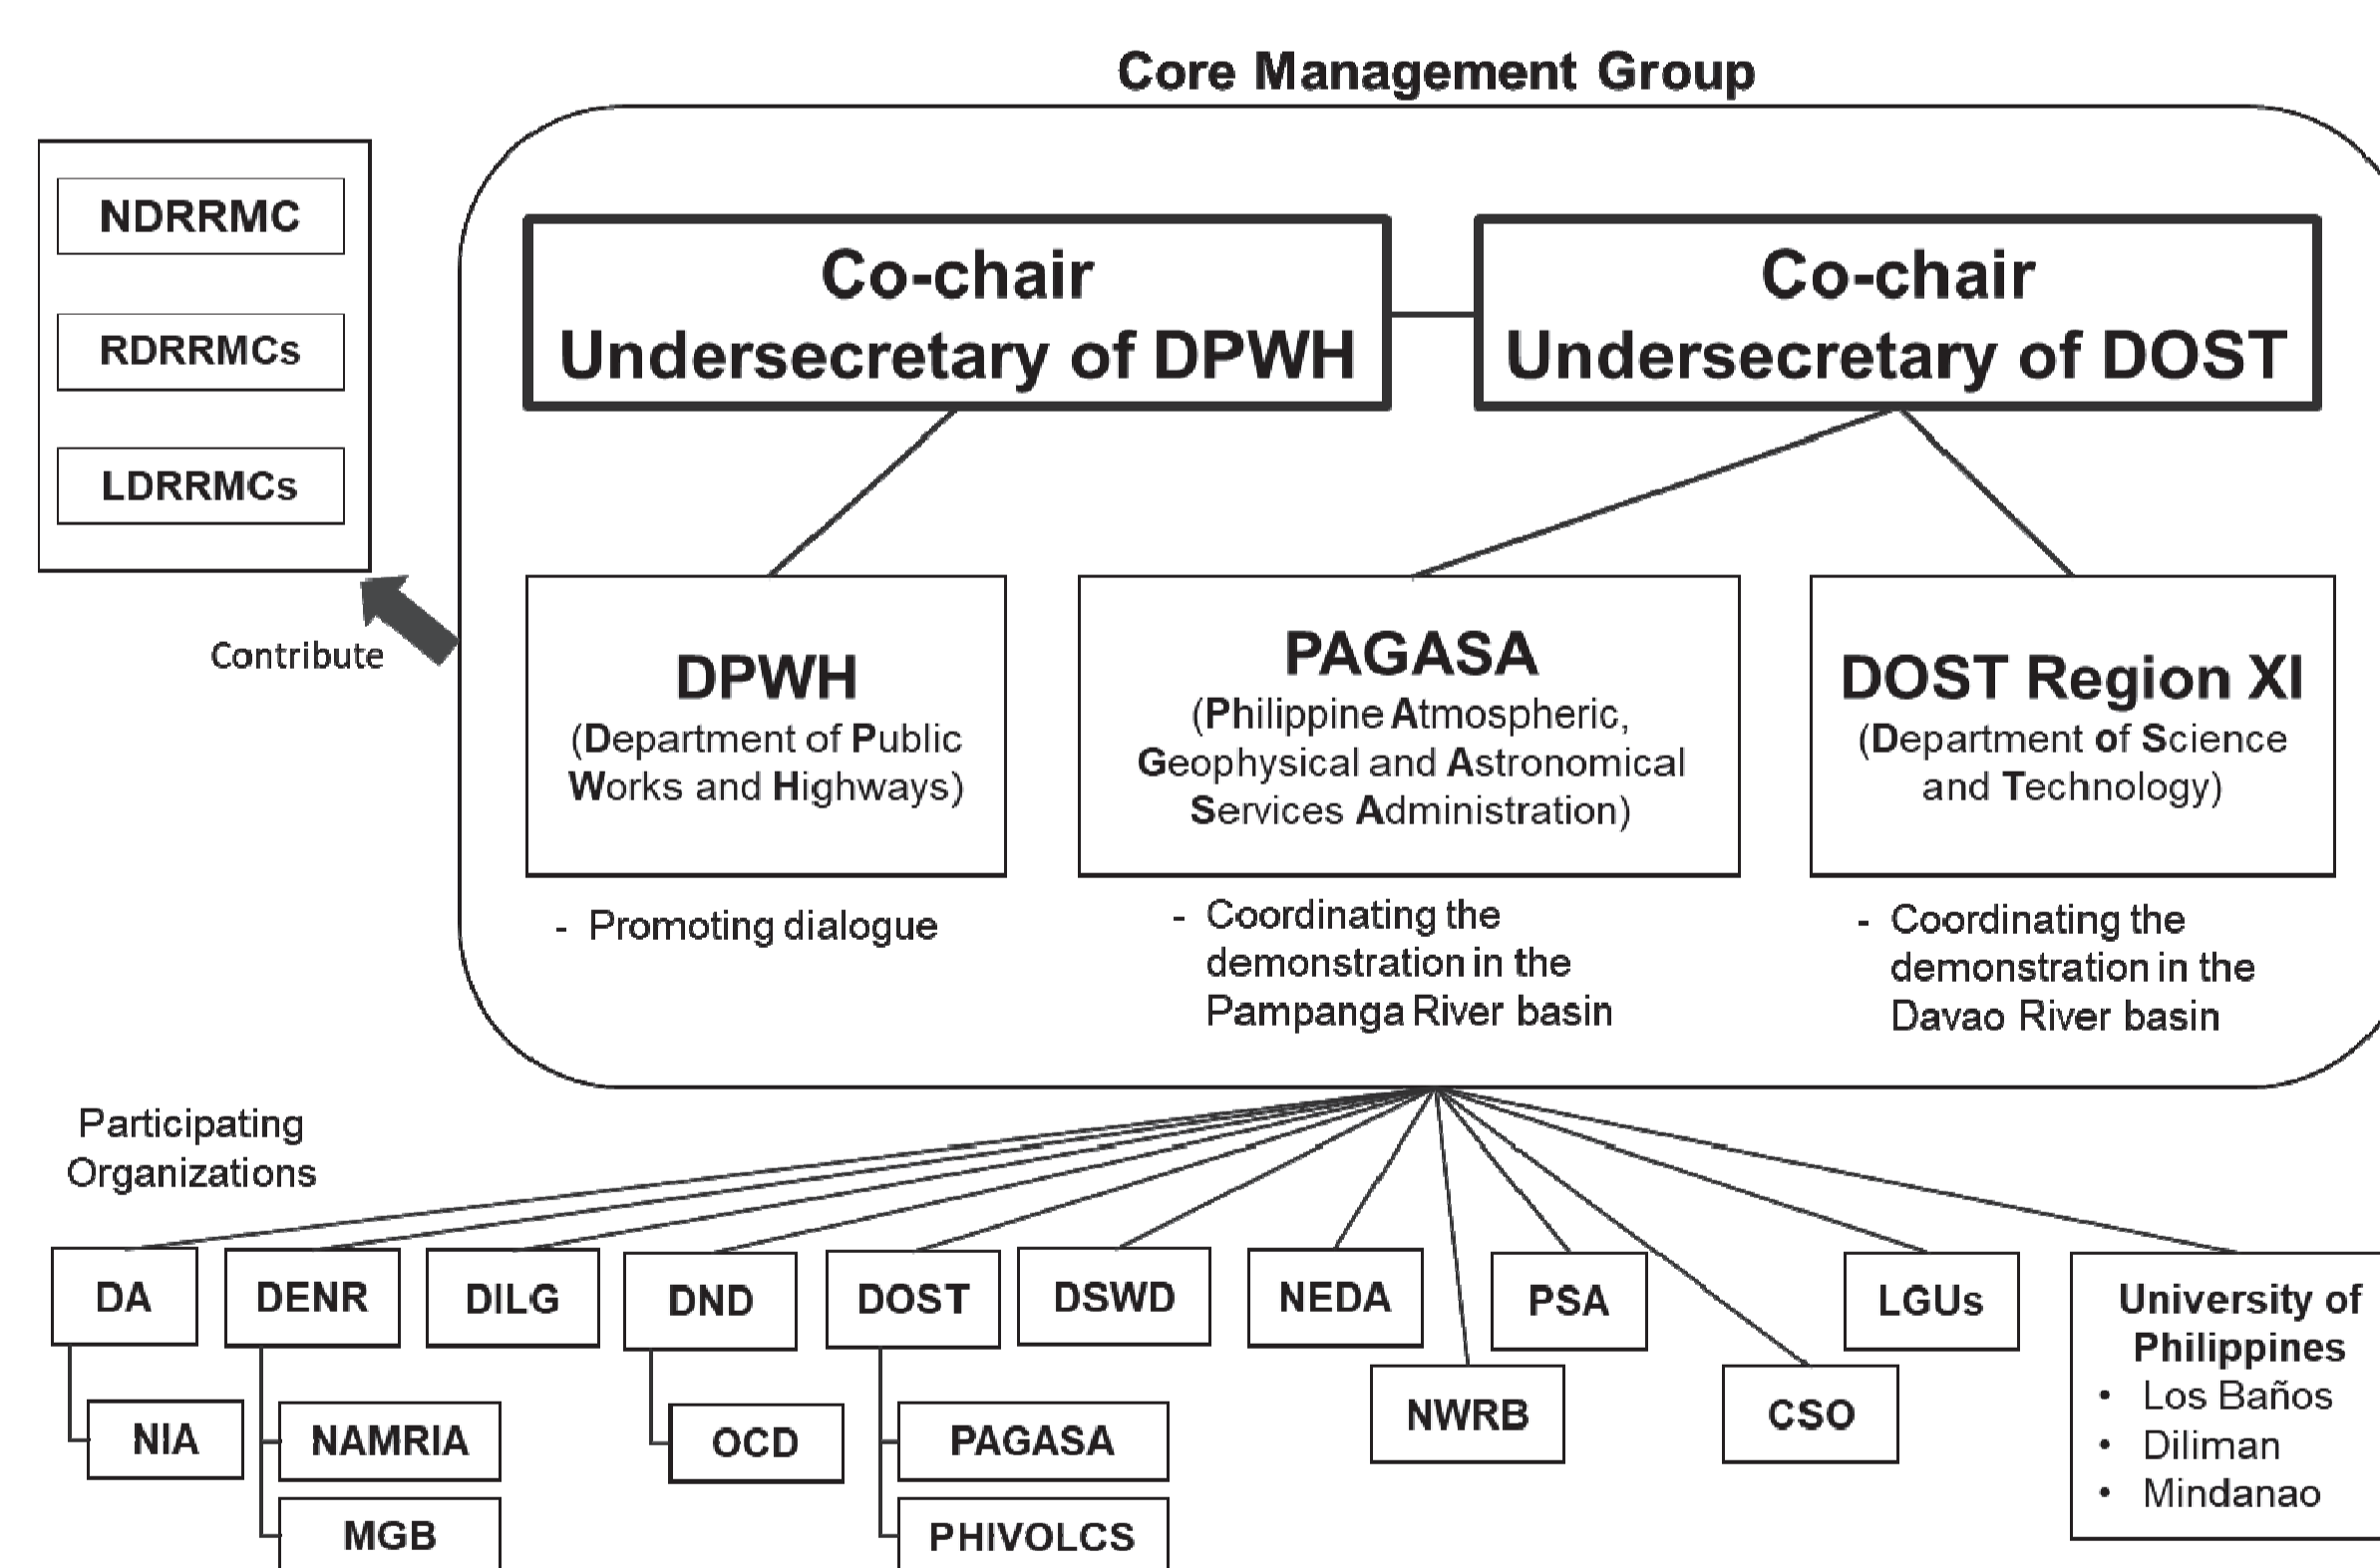 Core Management Group
NDRRMC
RDRRMCs
LDRRMCs
Contribute
Co-chair
Undersecretary of DPWH
Co-chair
Undersecretary of DOST
DPWH
(Department of Public
Works and Highways)
- Promoting dialogue
PAGASA
(Philippine Atmospheric,
Geophysical and Astronomical
Services Administration)
- Coordinating the
demonstration in the
Pampanga River basin
DOST Region XI
(Department of Science
and Technology)
- Coordinating the
demonstration in the
Davao River basin
Participating
Organizations
DA
DENR
DILG
DND
DOST
DSWD
NEDA
PSA
LGUs
NWRB
CSO
NIA
NAMRIA
MGB
OCD
PAGASA
PHIVOLCS
University of
Philippines
• Los Baños
• Diliman
• Mindanao